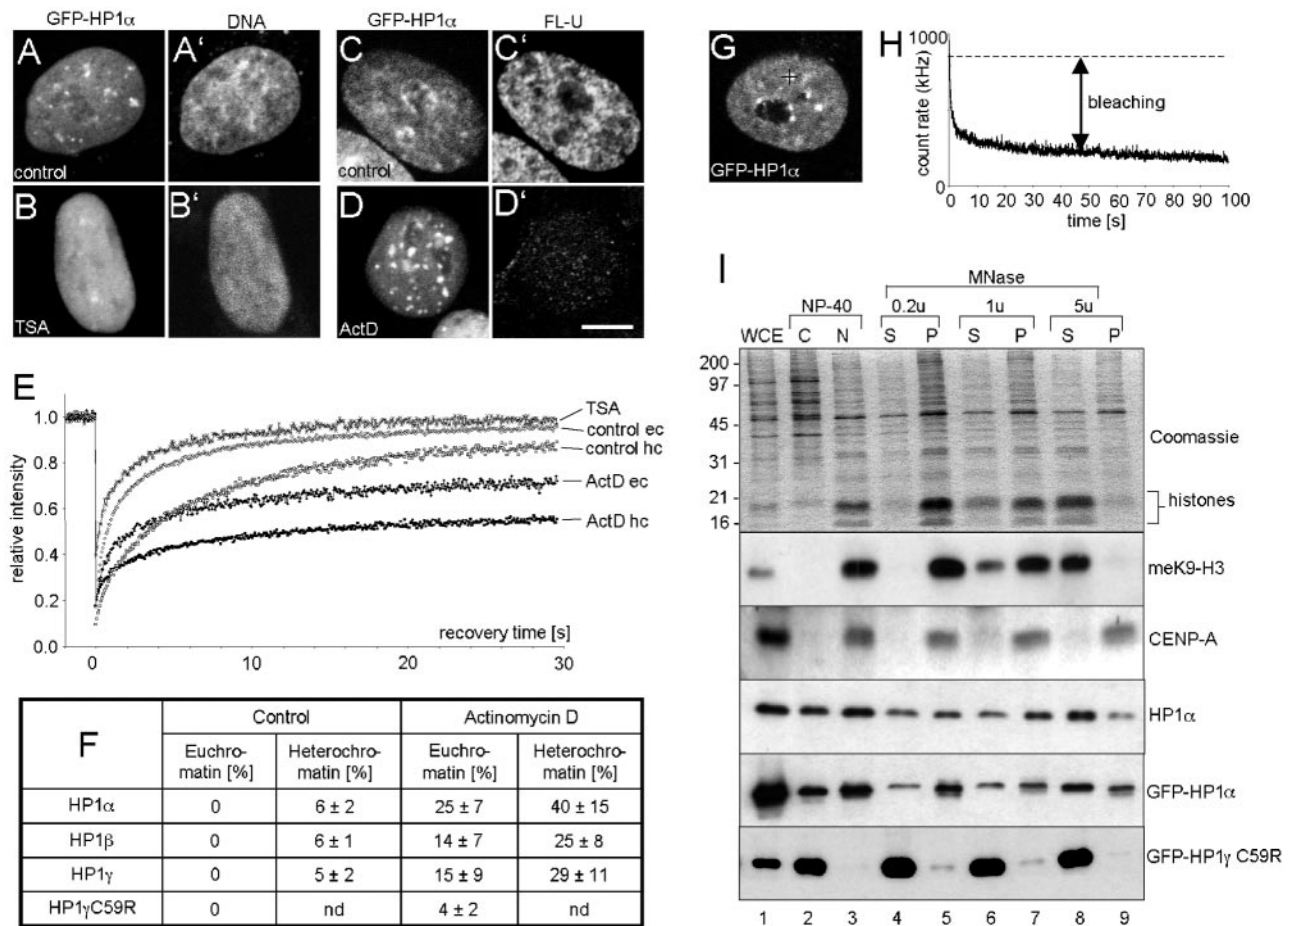 GFP-HP1α DNA GFP-HP1α FL-U
A A' C C'
control control
B B' D D'
TSA ActD
G
GFP-HP1α
H
count rate (kHz)
1000
0
bleaching
0 10 20 30 40 50 60 70 80 90 100
time [s]
E
relative intensity
1.0
0.8
0.6
0.4
0.2
0.0
TSA
control ec
control hc
ActD ec
ActD hc
recovery time [s]
0 10 20 30
F
Control Actinomycin D
Euchro-matin [%] Heterochro-matin [%] Euchro-matin [%] Heterochro-matin [%]
HP1α 0 6 ± 2 25 ± 7 40 ± 15
HP1β 0 6 ± 1 14 ± 7 25 ± 8
HP1γ 0 5 ± 2 15 ± 9 29 ± 11
HP1γC59R 0 nd 4 ± 2 nd
I
MNase
NP-40 0.2u 1u 5u
WCE C N S P S P S P
200
97
45
31
21
16
Coomassie
histones
meK9-H3
CENP-A
HP1α
GFP-HP1α
GFP-HP1γ C59R
1 2 3 4 5 6 7 8 9